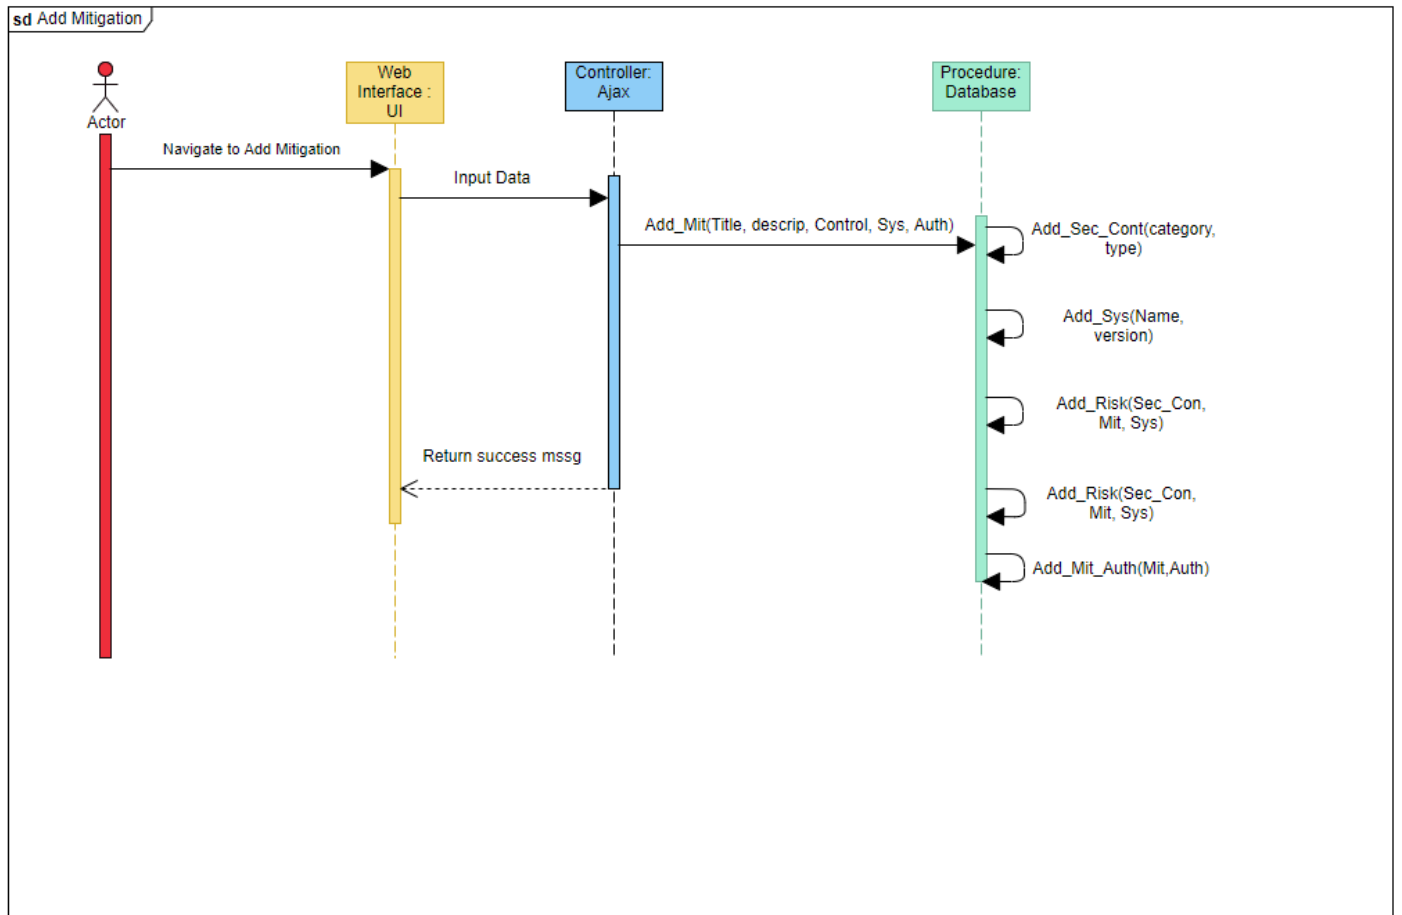 sd Add Mitigation
Actor
Web
Interface :
UI
Controller:
Ajax
Procedure:
Database
Navigate to Add Mitigation
Input Data
Add_Mit(Title, descrip, Control, Sys, Auth)
Add_Sec_Cont(category,
type)
Add_Sys(Name,
version)
Add_Risk(Sec_Con,
Mit, Sys)
Return success mssg
Add_Risk(Sec_Con,
Mit, Sys)
Add_Mit_Auth(Mit,Auth)